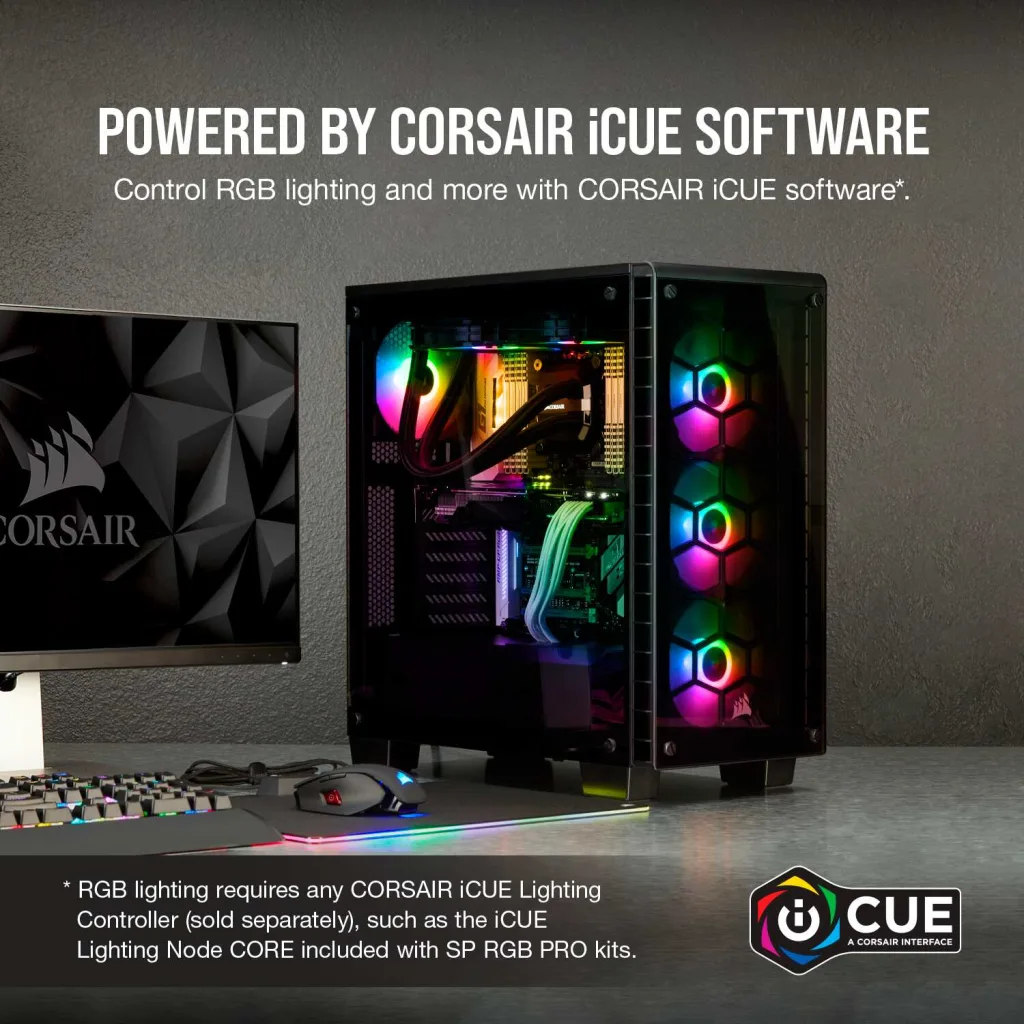 POWERED BY CORSAIR iCUE SOFTWARE
Control RGB lighting and more with CORSAIR iCUE software*.
CORSAIR
CORSAIR
* RGB lighting requires any CORSAIR iCUE Lighting
Controller (sold separately), such as the iCUE
Lighting Node CORE included with SP RGB PRO kits.
iCUE
A CORSAIR INTERFACE